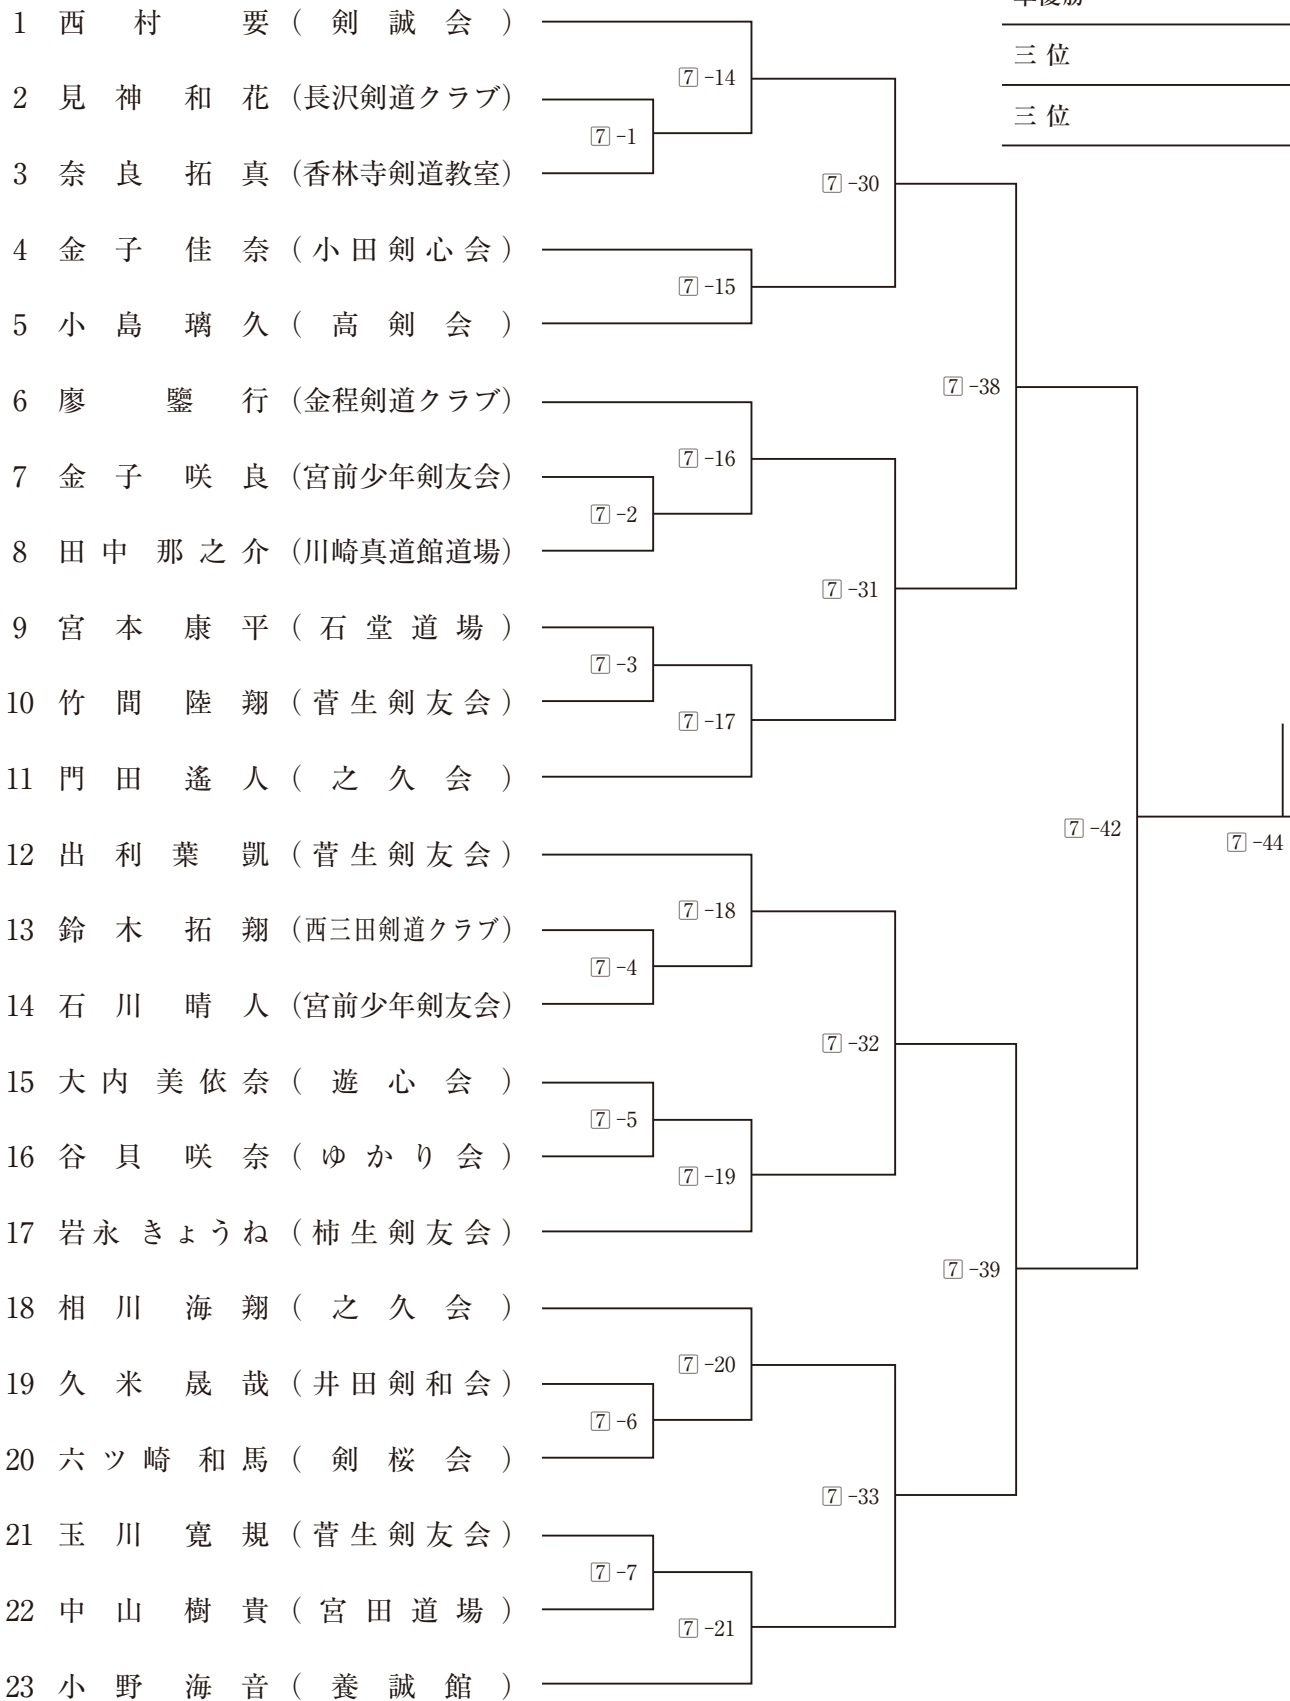 準優勝
三 位
三 位
1 西 村 要 ( 剣 誠 会 )
7 -14
2 見 神 和 花 (長沢剣道クラブ)
7 -1
3 奈 良 拓 真 (香林寺剣道教室)
7 -30
4 金 子 佳 奈 ( 小 田 剣 心 会 )
7 -15
5 小 島 璃 久 ( 高 剣 会 )
7 -38
6 廖 鑒 行 (金程剣道クラブ)
7 -16
7 金 子 咲 良 (宮前少年剣友会)
7 -2
8 田 中 那 之 介 (川崎真道館道場)
7 -31
9 宮 本 康 平 ( 石 堂 道 場 )
7 -3
10 竹 間 陸 翔 ( 菅 生 剣 友 会 )
7 -17
11 門 田 遙 人 ( 之 久 会 )
7 -42
7 -44
12 出 利 葉 凱 ( 菅 生 剣 友 会 )
7 -18
13 鈴 木 拓 翔 (西三田剣道クラブ)
7 -4
14 石 川 晴 人 (宮前少年剣友会)
7 -32
15 大 内 美 依 奈 ( 遊 心 会 )
7 -5
16 谷 貝 咲 奈 ( ゆ か り 会 )
7 -19
17 岩 永 き ょ う ね ( 柿 生 剣 友 会 )
7 -39
18 相 川 海 翔 ( 之 久 会 )
7 -20
19 久 米 晟 哉 ( 井 田 剣 和 会 )
7 -6
20 六 ツ 崎 和 馬 ( 剣 桜 会 )
7 -33
21 玉 川 寛 規 ( 菅 生 剣 友 会 )
7 -7
22 中 山 樹 貴 ( 宮 田 道 場 )
7 -21
23 小 野 海 音 ( 養 誠 館 )